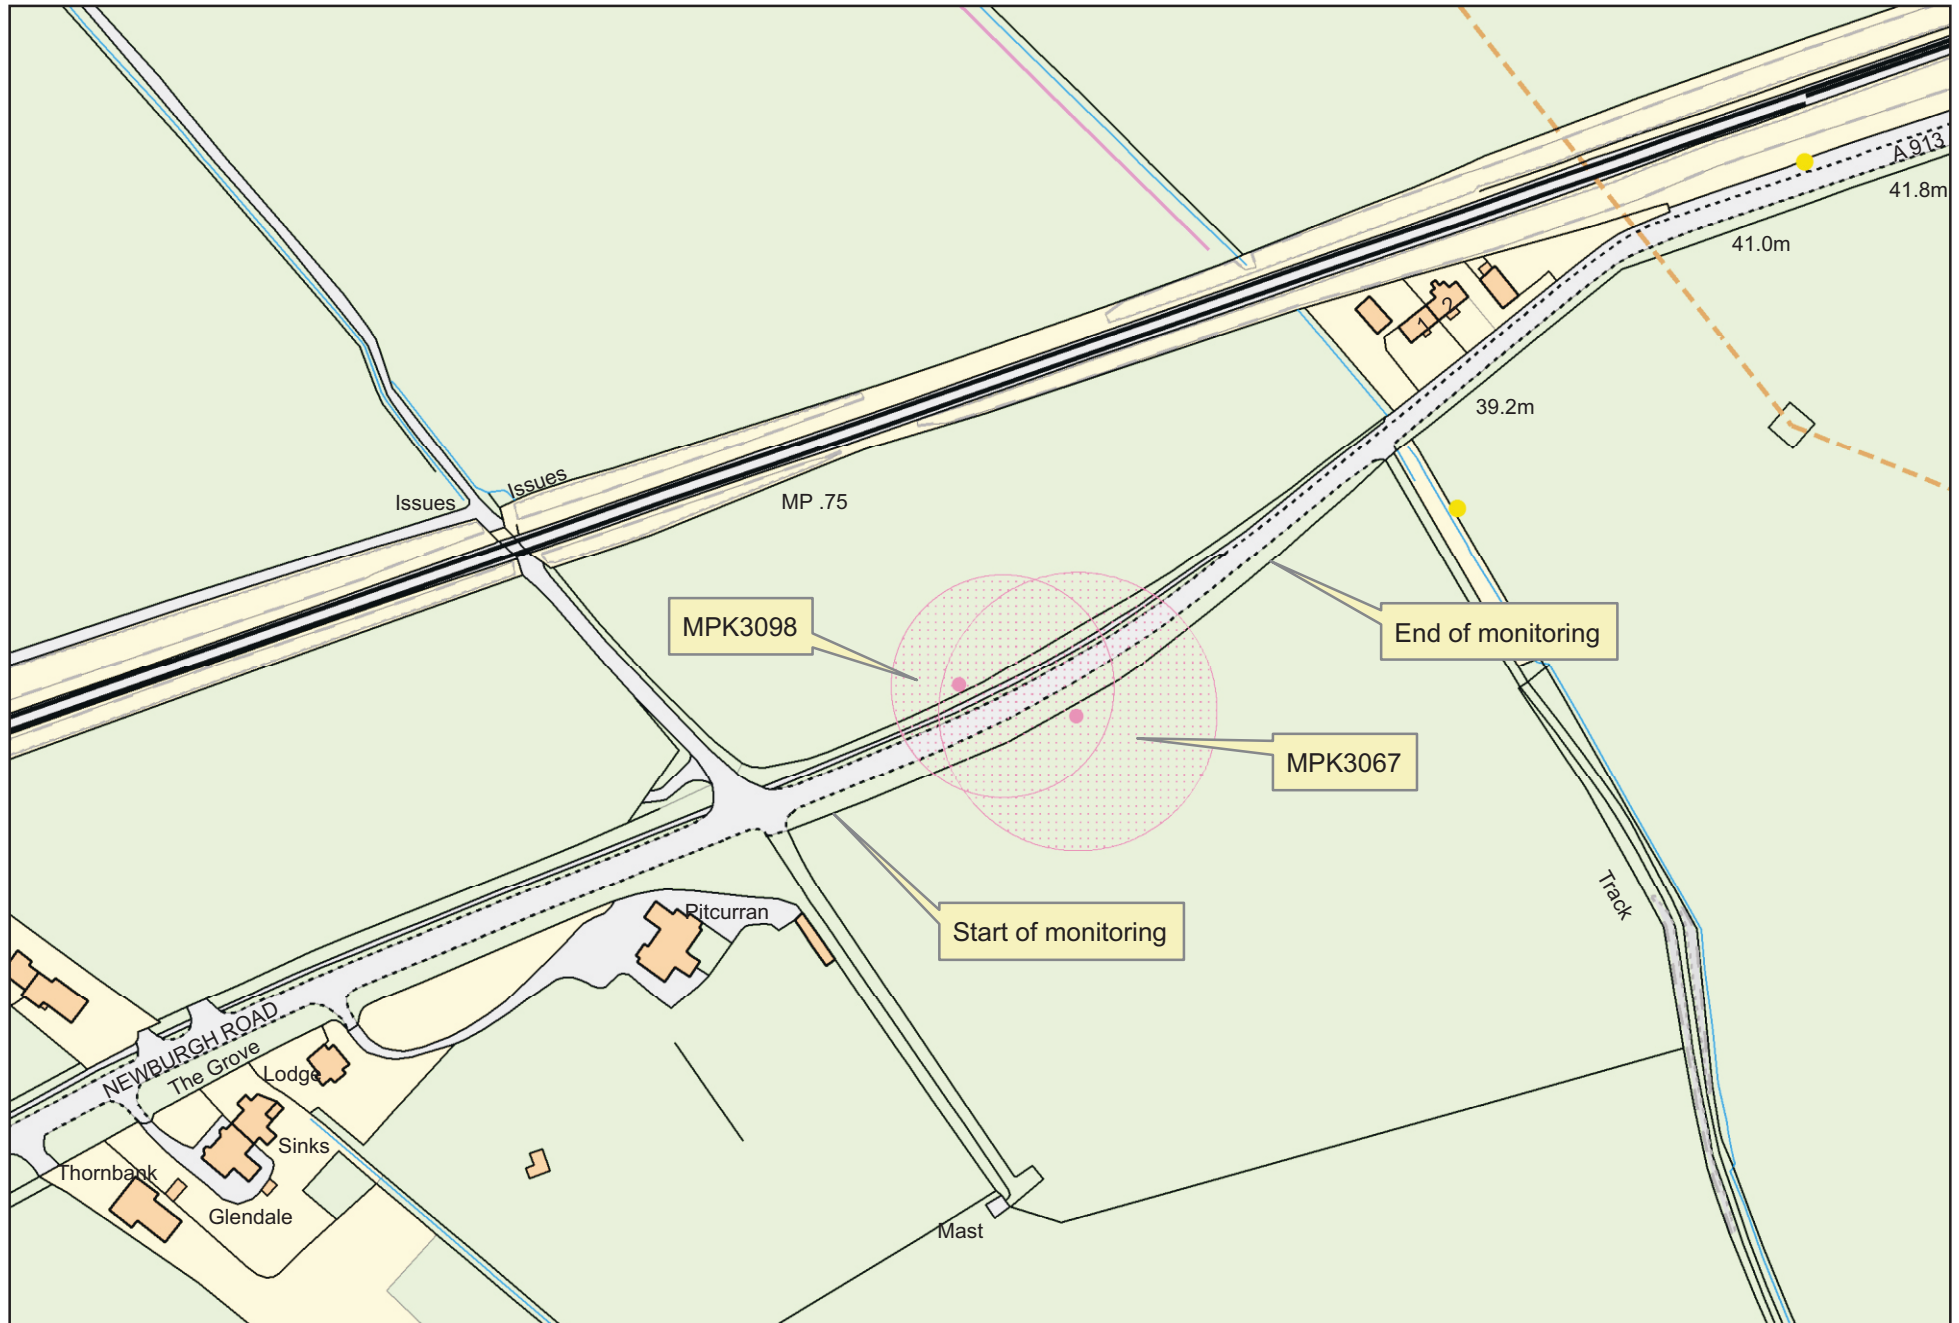 A 913
41.8m
41.0m
1
2
39.2m
Issues
Issues
MP .75
MPK3098
End of monitoring
MPK3067
Track
Pitcurran
Start of monitoring
NEWBURGH ROAD
The Grove
Lodge
Sinks
Thornbank
Glendale
Mast